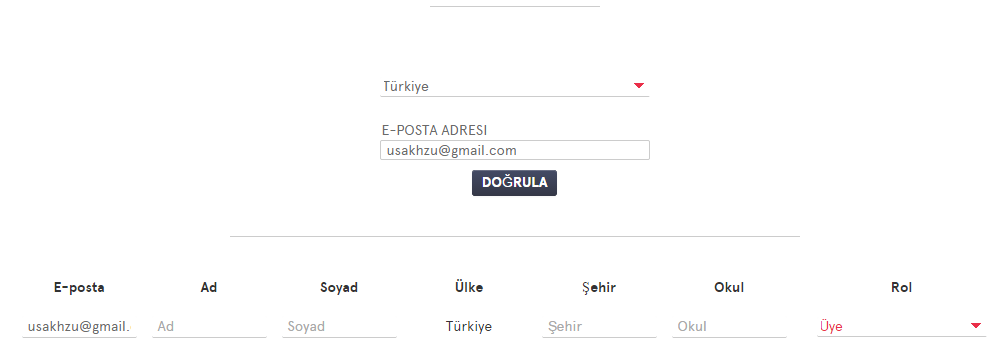 Türkiye
E-POSTA ADRESI
usakhzu@gmail.com
DOĞRULA
E-posta Ad Soyad Ülke Şehir Okul Rol
usakhzu@gmail. Ad Soyad Türkiye Şehir Okul Üye